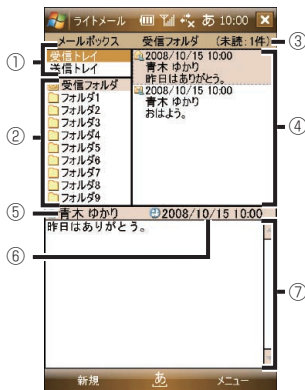 ライトメール あ 10:00
メールボックス 受信フォルダ (未読:1件)
① ③
受信トレイ
送信トレイ
② ④
受信フォルダ
フォルダ1
フォルダ2
フォルダ3
フォルダ4
フォルダ5
フォルダ6
フォルダ7
フォルダ8
フォルダ9
2008/10/15 10:00
青木 ゆかり
昨日はありがとう。
2008/10/15 10:00
青木 ゆかり
おはよう。
⑤ 青木 ゆかり 2008/10/15 10:00
昨日はありがとう。
⑥ ⑦
新規 あ メニュー